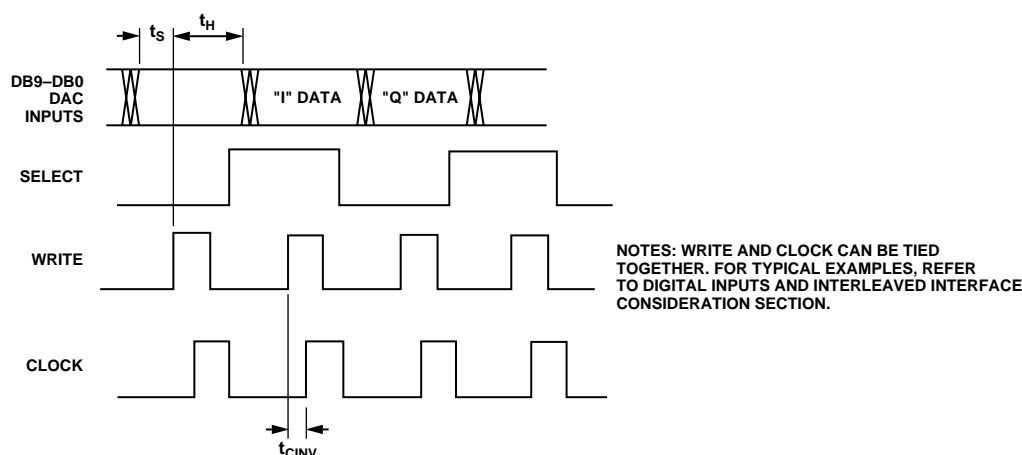 tS
tH
DB9–DB0
DAC
INPUTS
"I" DATA
"Q" DATA
SELECT
WRITE
NOTES: WRITE AND CLOCK CAN BE TIED
TOGETHER. FOR TYPICAL EXAMPLES, REFER
TO DIGITAL INPUTS AND INTERLEAVED INTERFACE
CONSIDERATION SECTION.
CLOCK
tCINV